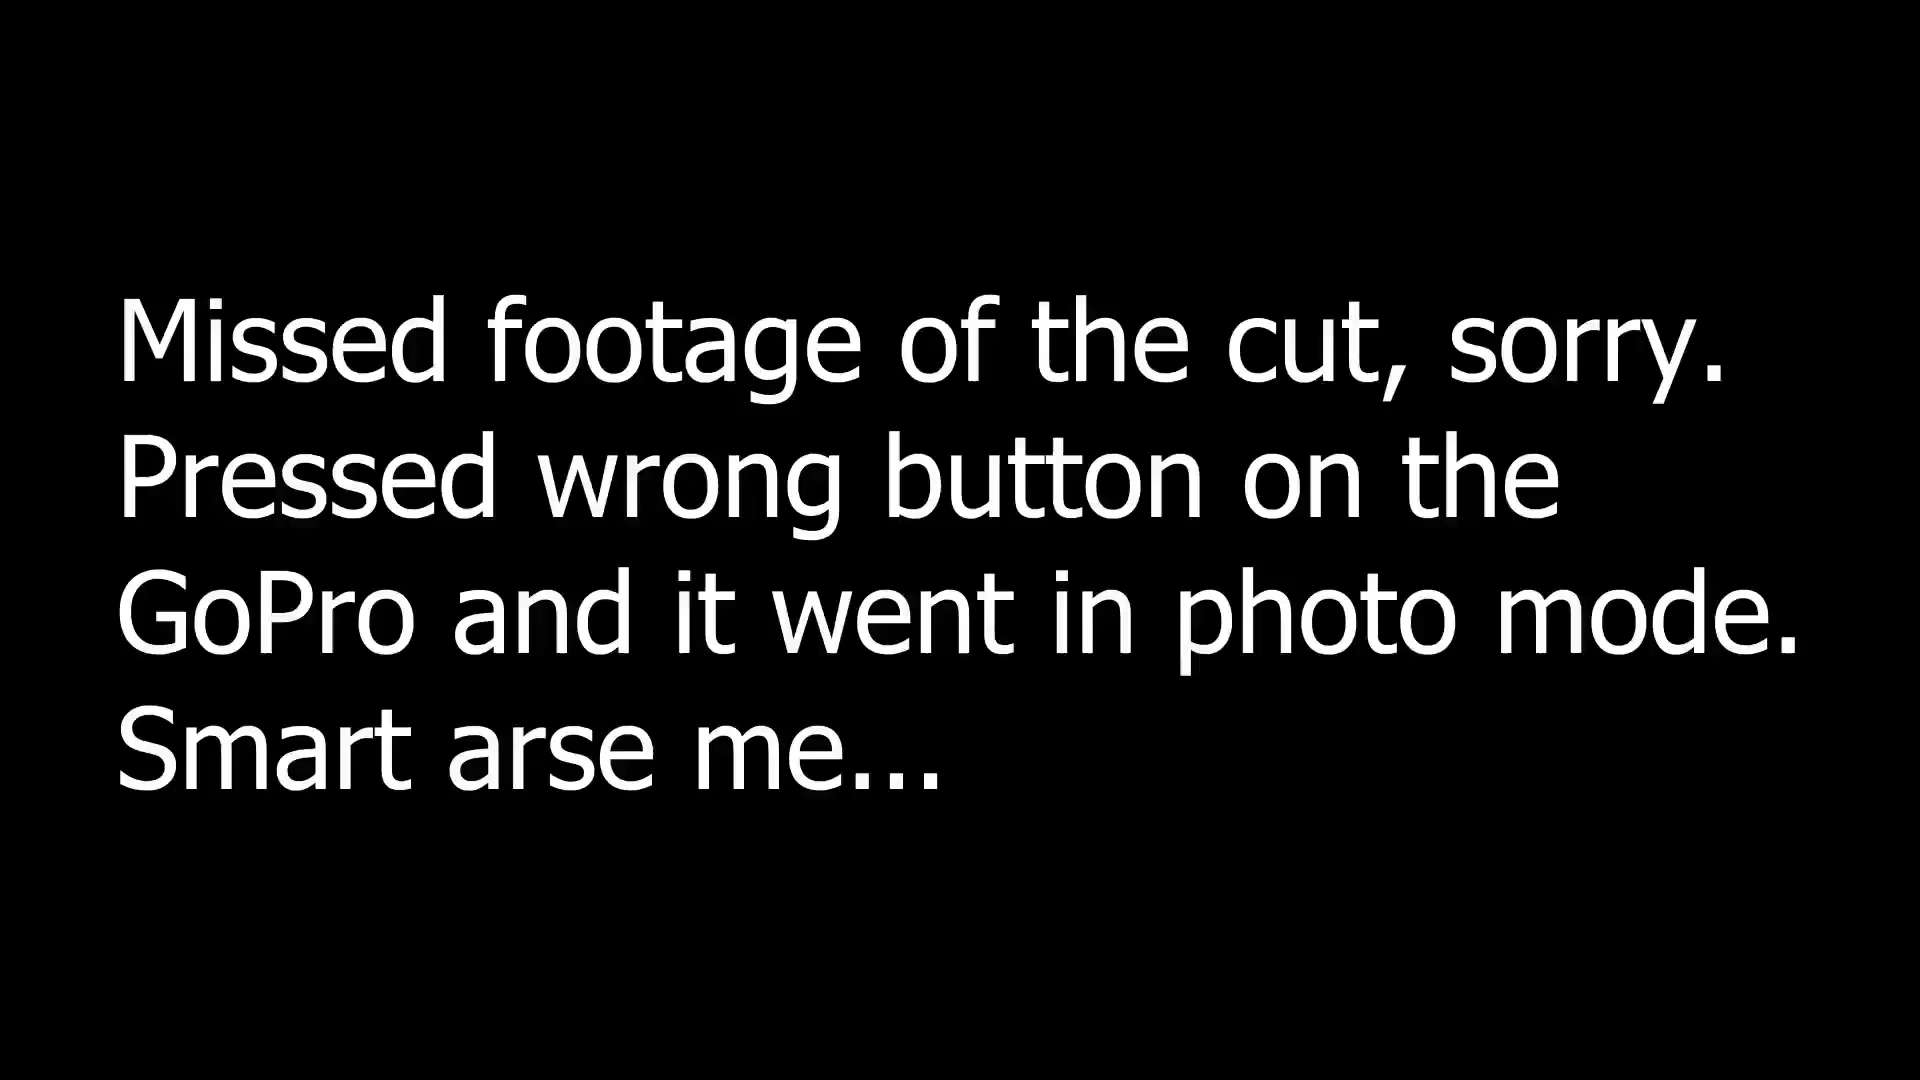 Missed footage of the cut, sorry.
Pressed wrong button on the
GoPro and it went in photo mode.
Smart arse me...